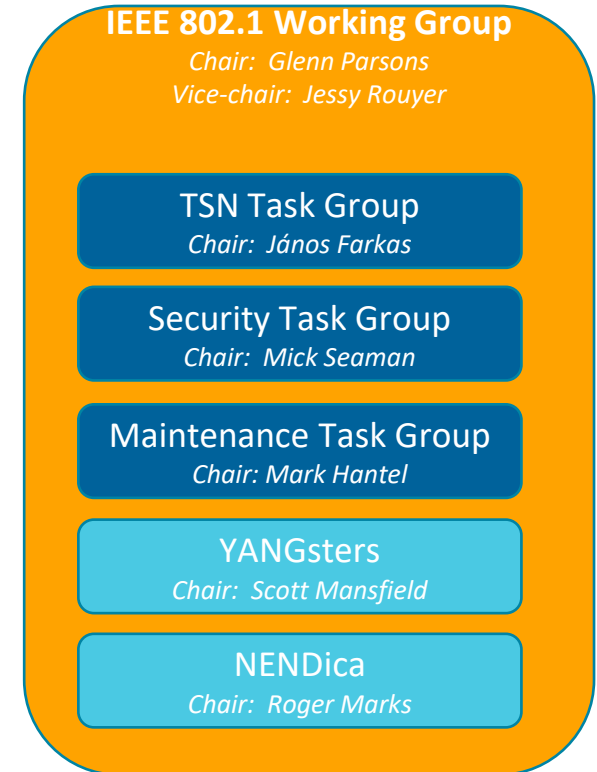 IEEE 802.1 Working Group
Chair:  Glenn Parsons
Vice-chair:  Jessy Rouyer
TSN Task Group
Chair:  János Farkas
Security Task Group
Chair:  Mick Seaman
Maintenance Task Group
Chair: Mark Hantel
YANGsters
Chair:  Scott Mansfield
NENDica
Chair:  Roger Marks